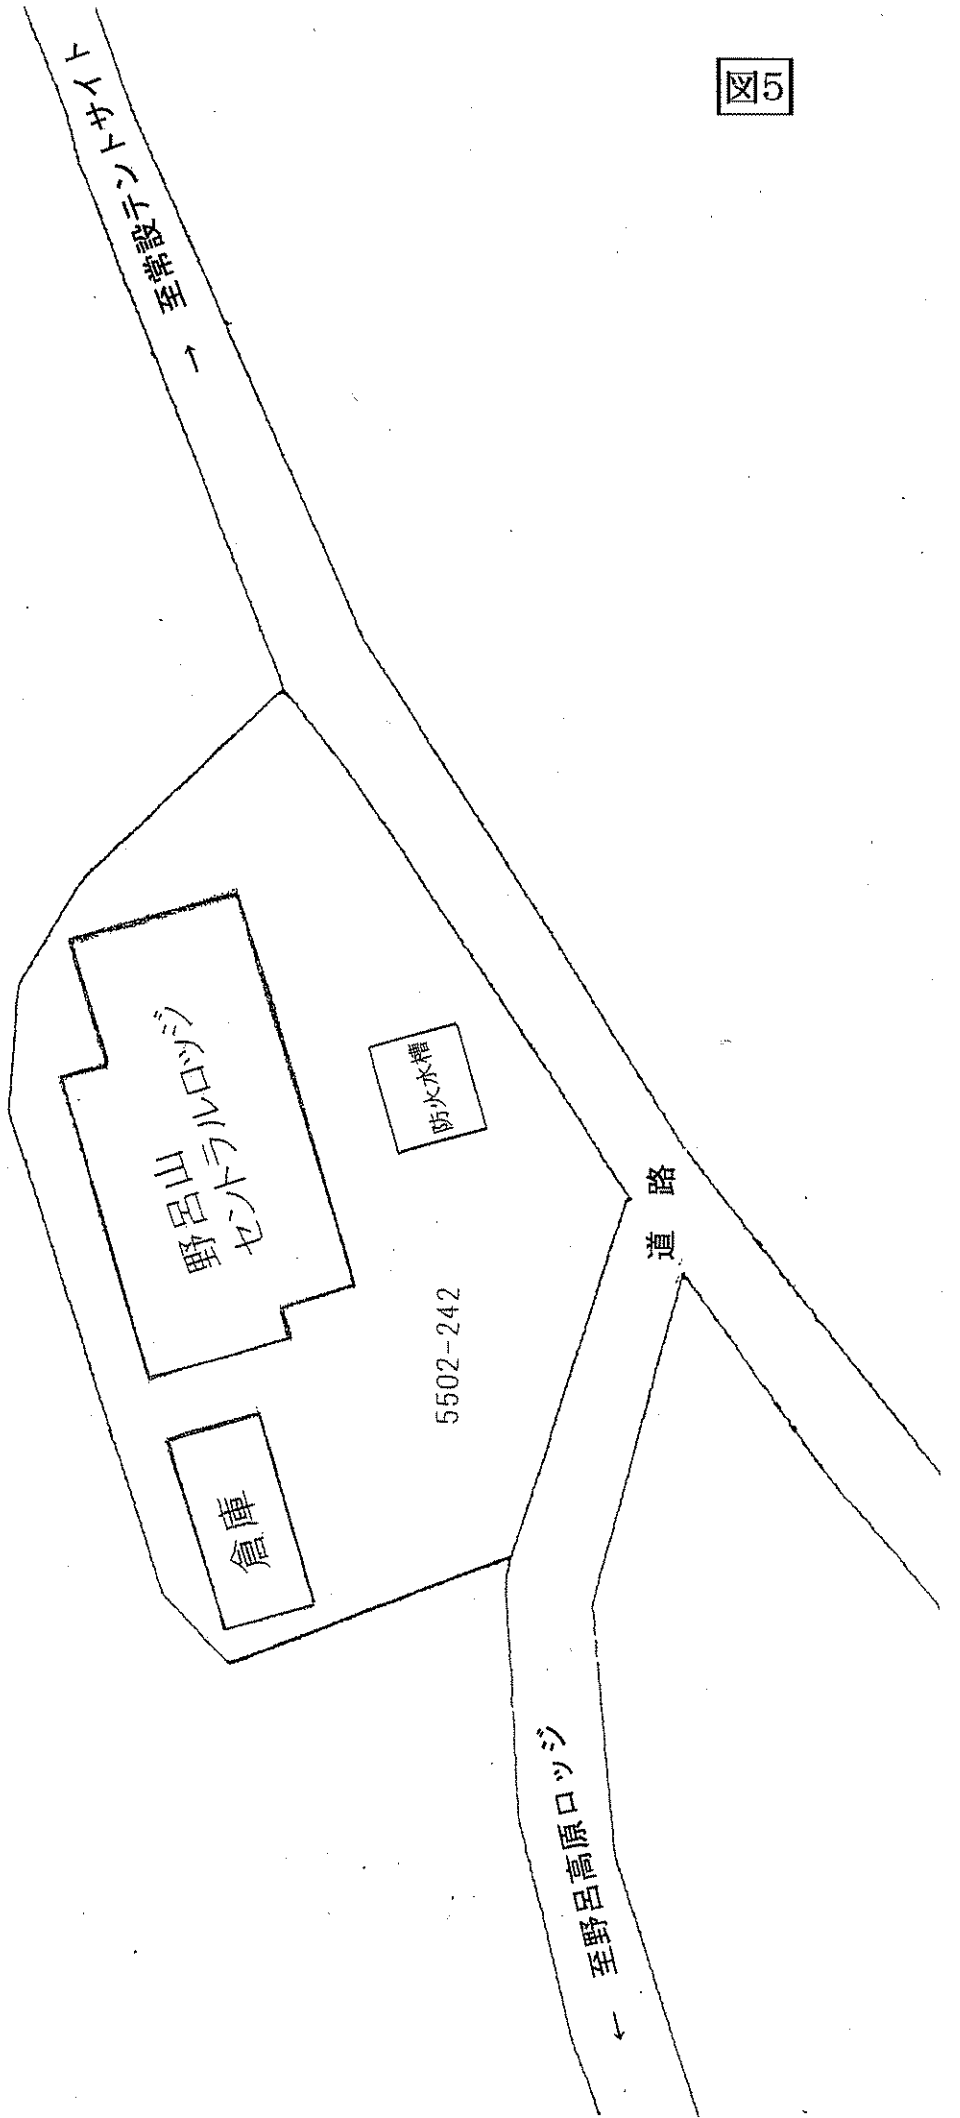 図5
→ 至常設テントサイト
野呂山
セントラルロッジ
防火水槽
道路
5502-242
倉庫
← 至野呂高原ロッジ